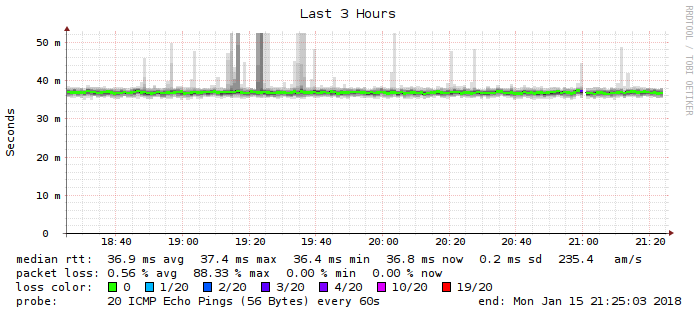 Last 3 Hours
RRDTOOL / TOBI OETIKER
Seconds
50 m
40 m
30 m
20 m
10 m
0
18:40 19:00 19:20 19:40 20:00 20:20 20:40 21:00 21:20
median rtt: 36.9 ms avg 37.4 ms max 36.4 ms min 36.8 ms now 0.2 ms sd 235.4 am/s
packet loss: 0.56 % avg 88.33 % max 0.00 % min 0.00 % now
loss color: 0 1/20 2/20 3/20 4/20 10/20 19/20
probe: 20 ICMP Echo Pings (56 Bytes) every 60s end: Mon Jan 15 21:25:03 2018